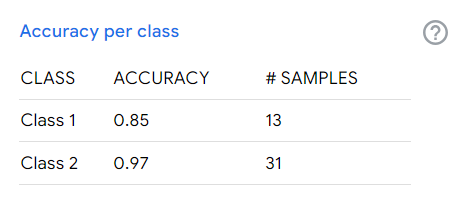 Accuracy per class
?
CLASS ACCURACY # SAMPLES
Class 1 0.85 13
Class 2 0.97 31